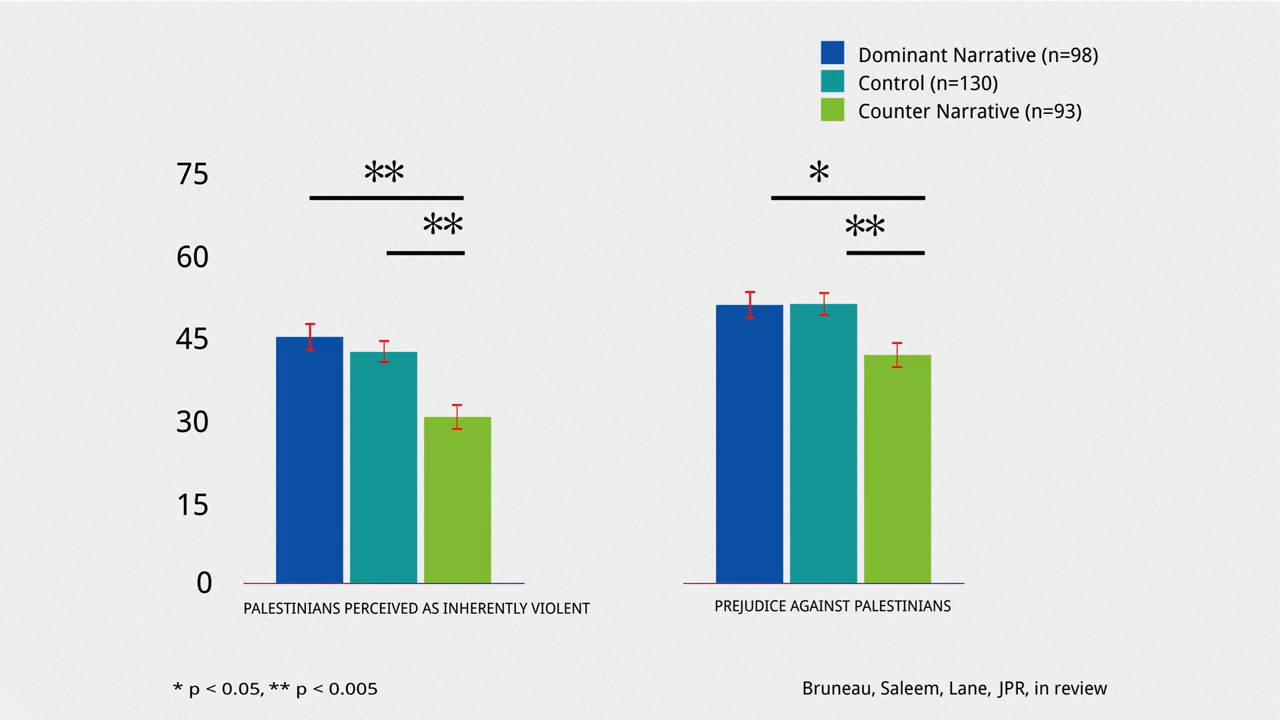 Dominant Narrative (n=98)
Control (n=130)
Counter Narrative (n=93)
75
60
45
30
15
0
**
**
*
**
PALESTINIANS PERCEIVED AS INHERENTLY VIOLENT
PREJUDICE AGAINST PALESTINIANS
* p < 0.05, ** p < 0.005
Bruneau, Saleem, Lane, JPR, in review